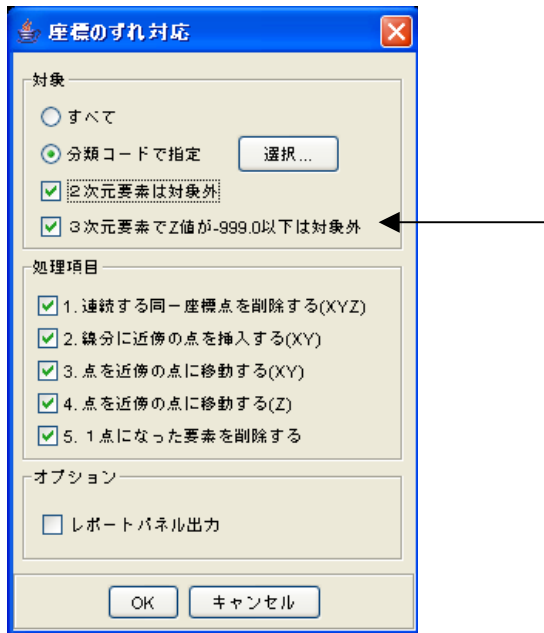 座標のずれ対応
対象
すべて
分類コードで指定 選択...
２次元要素は対象外
３次元要素でZ値が-999.0以下は対象外
処理項目
1. 連続する同一座標点を削除する(XYZ)
2. 線分に近傍の点を挿入する(XY)
3. 点を近傍の点に移動する(XY)
4. 点を近傍の点に移動する(Z)
5. １点になった要素を削除する
オプション
レポートパネル出力
OK キャンセル